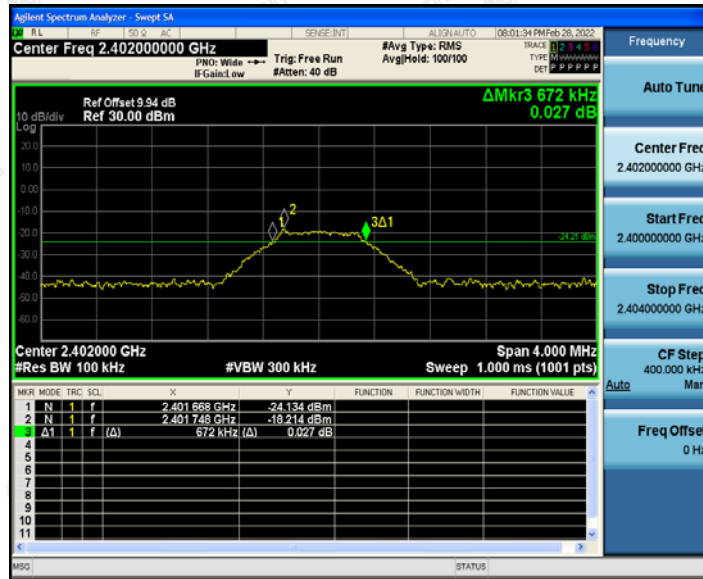 Agilent Spectrum Analyzer - Swept SA
RL RF 50 Ω AC SENSE:INT ALIGNAUTO 08:01:34 PM Feb 28, 2022
Center Freq 2.402000000 GHz
PNO: Wide
IFGain:Low
Trig: Free Run
#Atten: 40 dB
#Avg Type: RMS
Avg|Hold: 100/100
TRACE 1 2 3 4 5 6
TYPE M
DET P P P P P P
Frequency
Auto Tune
Center Freq
2.402000000 GHz
Start Freq
2.400000000 GHz
Stop Freq
2.404000000 GHz
CF Step
400.000 kHz
Auto Man
Freq Offset
0 Hz
Ref Offset 9.94 dB
10 dB/div Ref 30.00 dBm
Log
ΔMkr3 672 kHz
0.027 dB
20.0
10.0
0.00
-10.0
-20.0
-30.0
-40.0
-50.0
-60.0
1
2
3Δ1
-24.21 dBm
Center 2.402000 GHz Span 4.000 MHz
#Res BW 100 kHz #VBW 300 kHz Sweep 1.000 ms (1001 pts)
MKR MODE TRC SCL X Y FUNCTION FUNCTION WIDTH FUNCTION VALUE
1 N 1 f 2.401 668 GHz -24.134 dBm
2 N 1 f 2.401 748 GHz -18.214 dBm
3 Δ1 1 f (Δ) 672 kHz (Δ) 0.027 dB
4
5
6
7
8
9
10
11
MSG STATUS